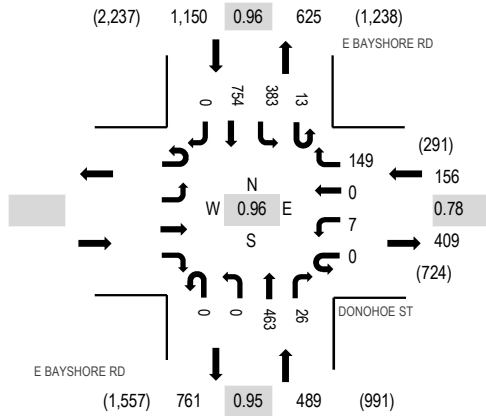 (2,237) 1,150 0.96 625 (1,238)
E BAYSHORE RD
0 754 383 13
(291)
149
156
N
0
W 0.96 E
0.78
7
S
409
0
(724)
0 0 463 26
DONOHOE ST
E BAYSHORE RD
(1,557) 761 0.95 489 (991)